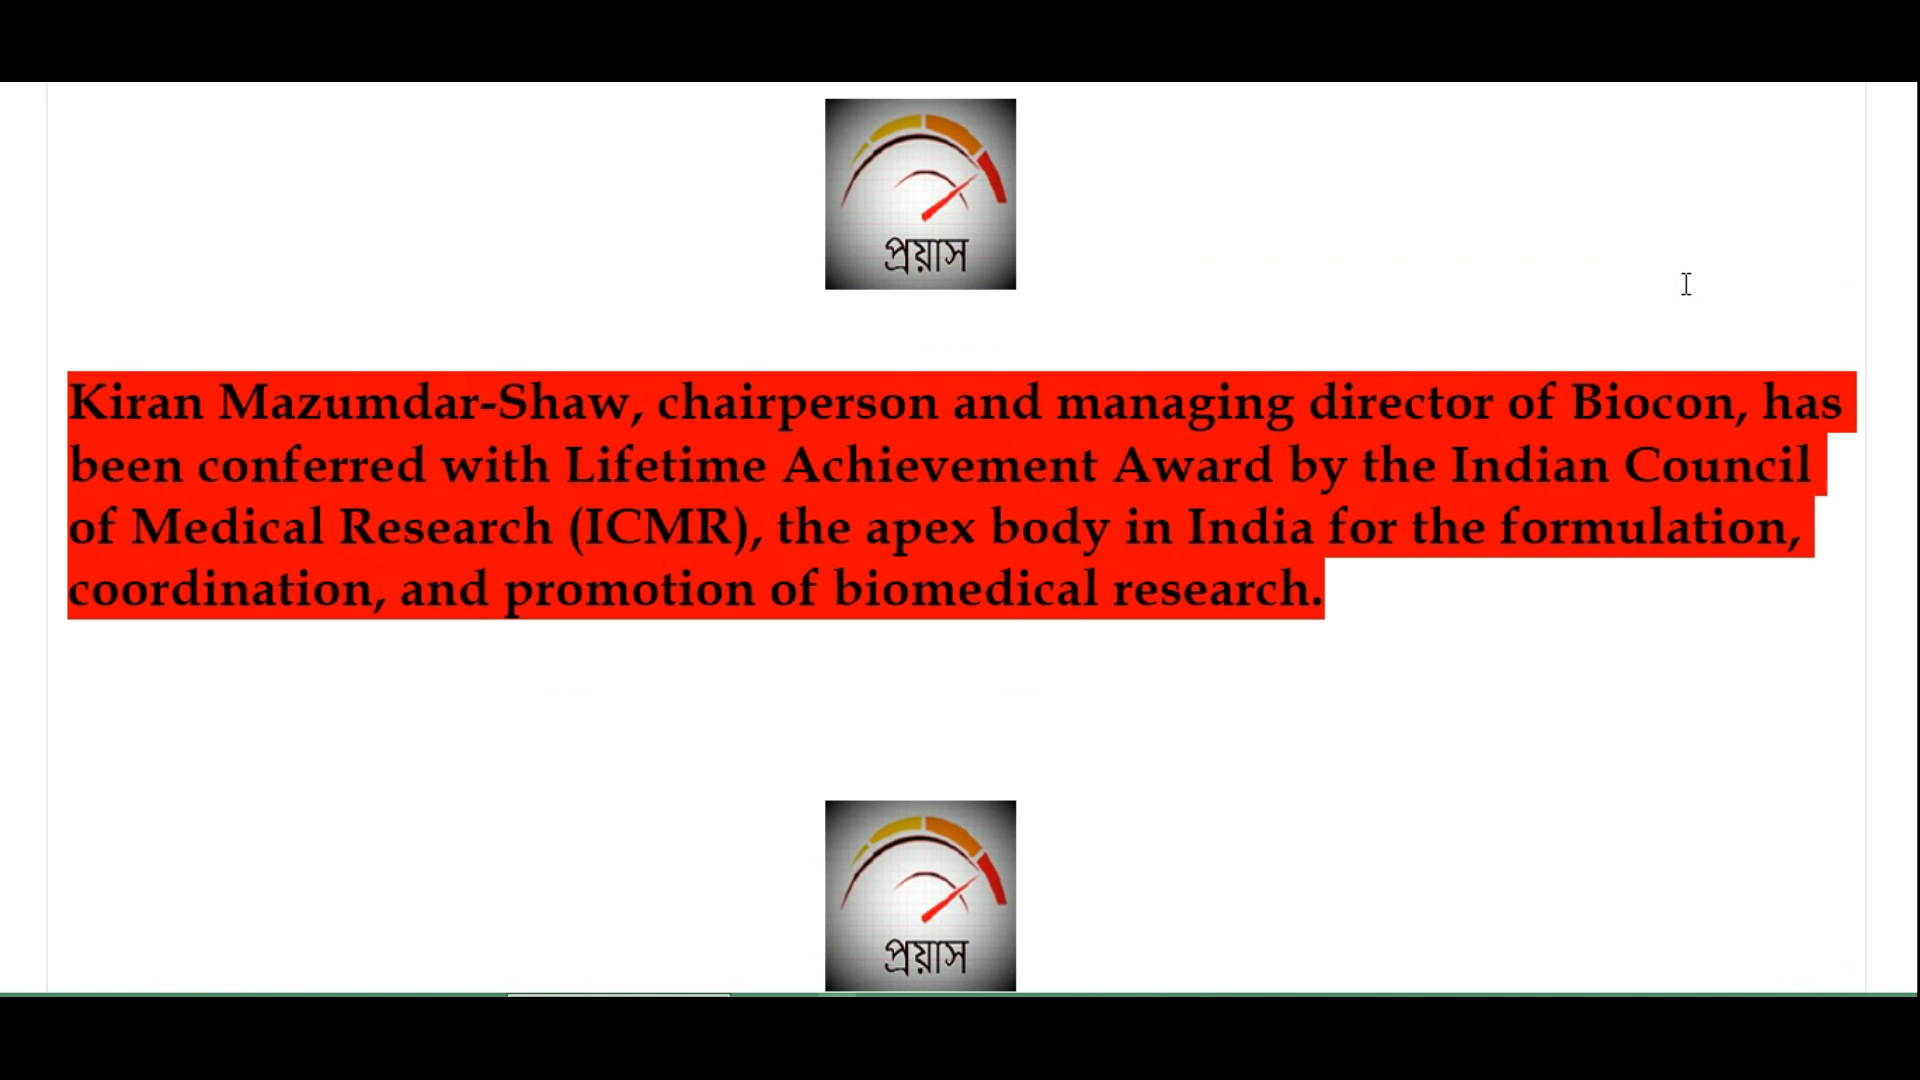 প্রয়াস
Kiran Mazumdar-Shaw, chairperson and managing director of Biocon, has
been conferred with Lifetime Achievement Award by the Indian Council
of Medical Research (ICMR), the apex body in India for the formulation,
coordination, and promotion of biomedical research.
প্রয়াস